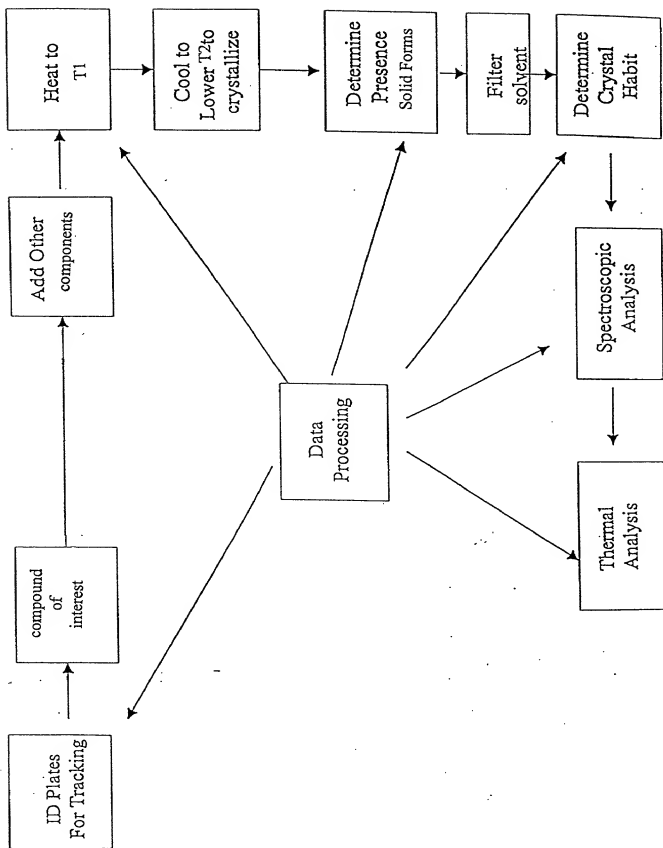 ID Plates
For Tracking
compound
of
interest
Add Other
components
Heat to
T1
Cool to
Lower T2to
crystallize
Determine
Presence
Solid Forms
Filter
solvent
Determine
Crystal
Habit
Spectroscopic
Analysis
Thermal
Analysis
Data
Processing